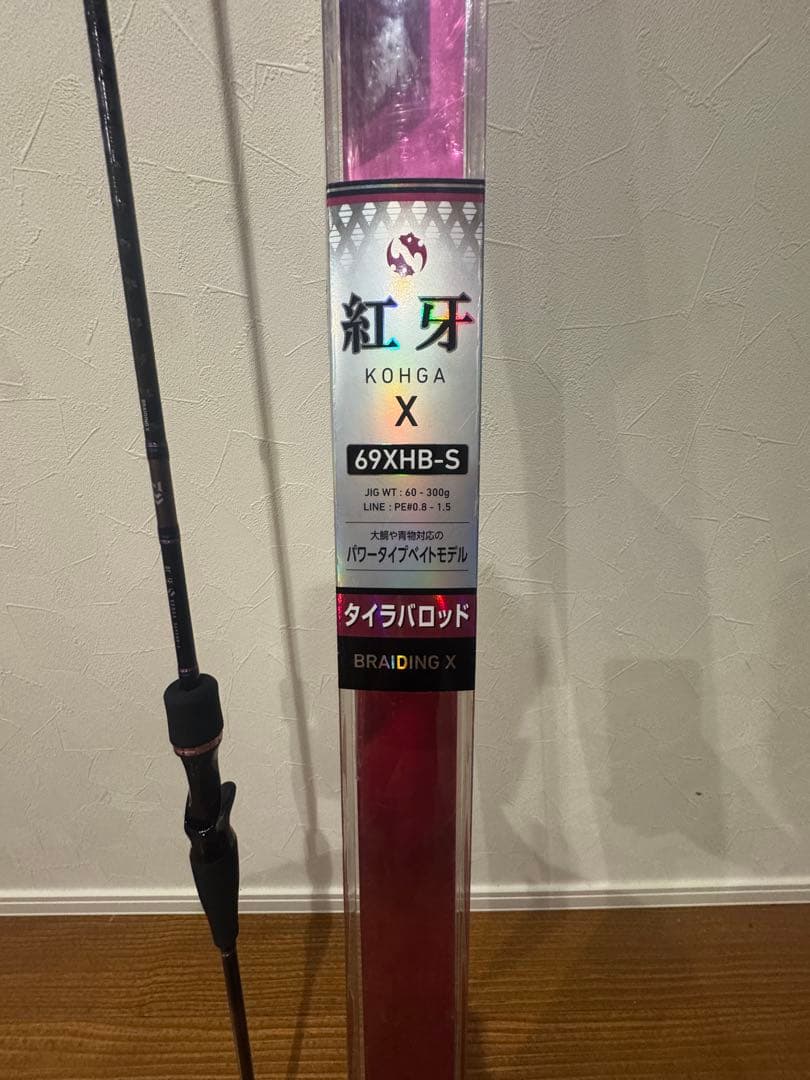 紅牙
KOHGA
X
69XHB-S
JIG WT : 60 - 300g
LINE : PE#0.8 - 1.5
大鯛や青物対応の
パワータイプベイトモデル
タイラバロッド
BRAIDING X